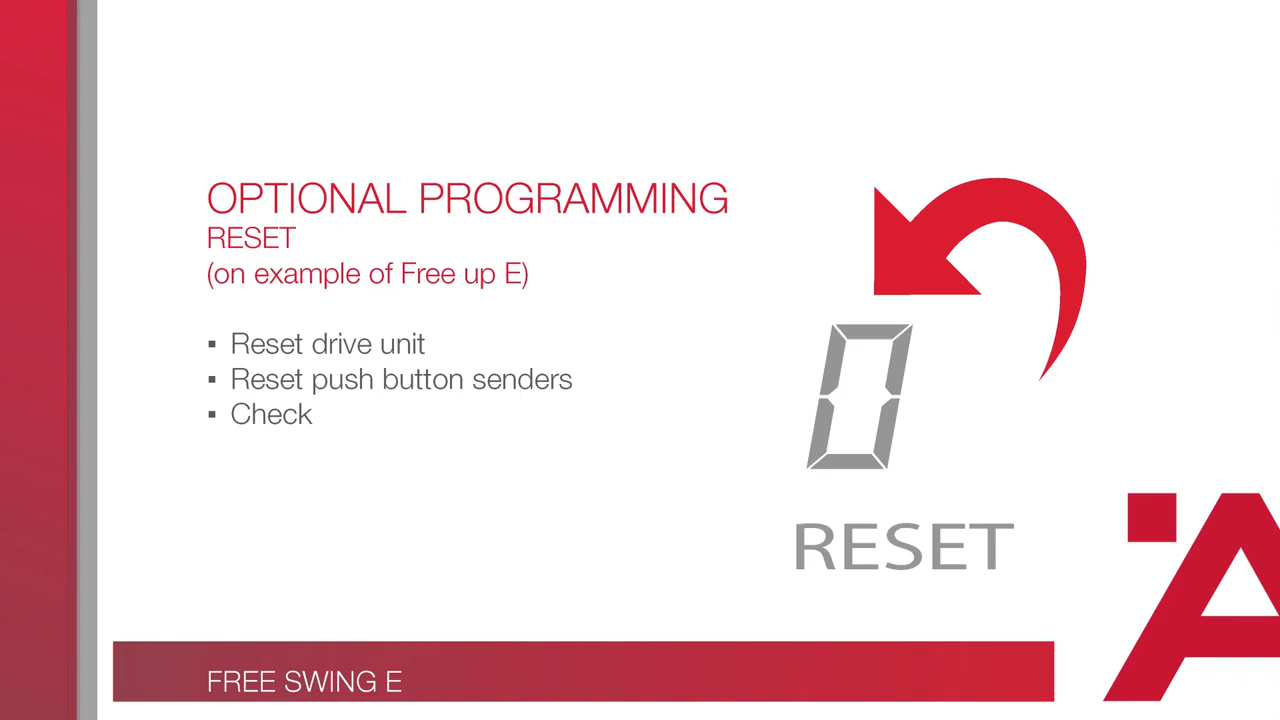 OPTIONAL PROGRAMMING
RESET
(on example of Free up E)
▪ Reset drive unit
▪ Reset push button senders
▪ Check
0
RESET
FREE SWING E